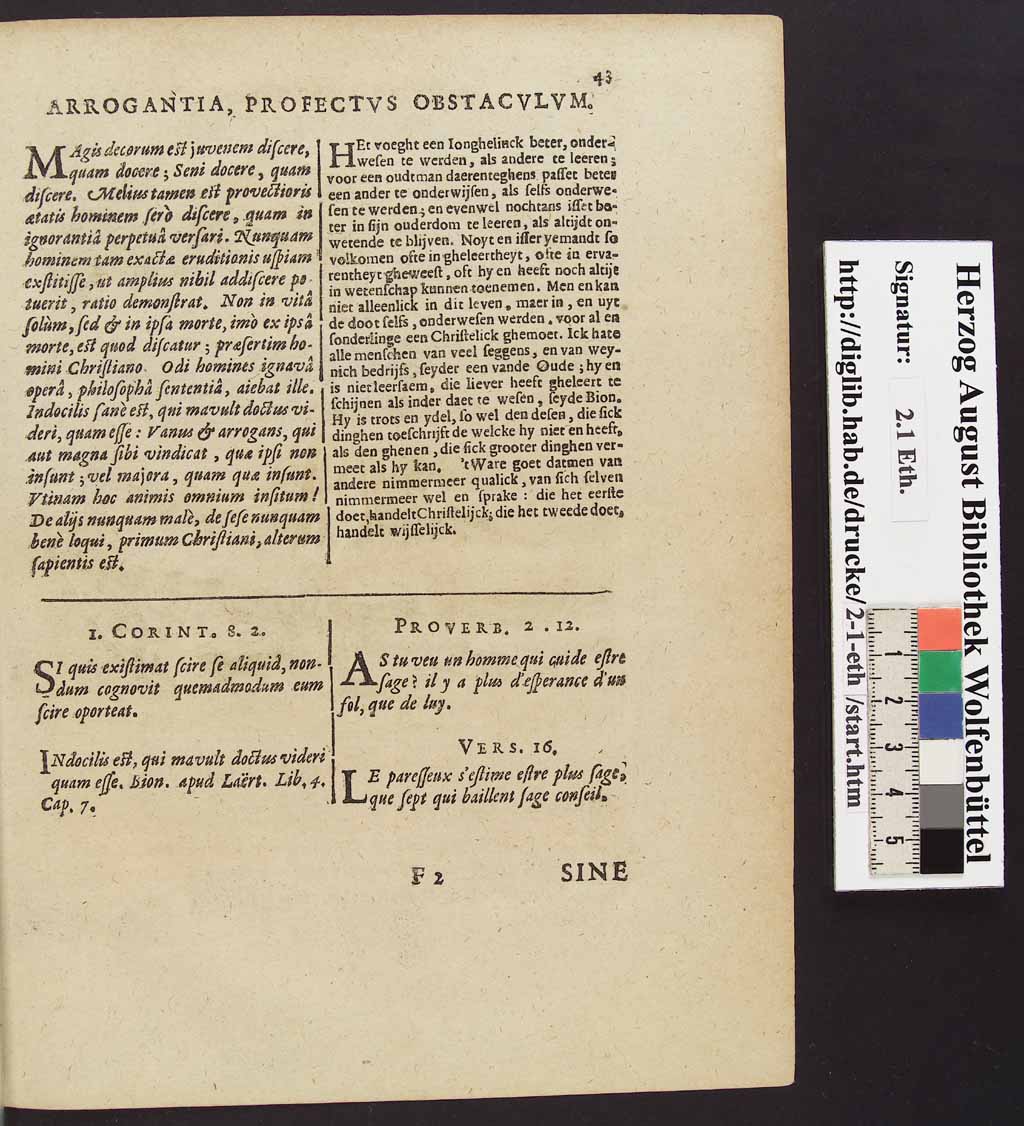 43
ARROGANTIA, PROFECTVS OBSTACVLVM.
MAgis decorum eſt juvenem diſcere,
quam docere; Seni docere, quam
diſcere. Melius tamen eſt provectioris
ætatis hominem ſerò diſcere, quam in
ignorantiâ perpetuâ verſari. Nunquam
hominem tam exactæ eruditionis uſpiam
exſtitiſſe, ut amplius nihil addiſcere po-
tuerit, ratio demonſtrat. Non in vitâ
ſolùm, ſed & in ipſa morte, imò ex ipsâ
morte, eſt quod diſcatur; præſertim ho-
mini Chriſtiano. Odi homines ignavâ
operâ, philoſophâ ſententiâ, aiebat ille.
Indocilis ſanè eſt, qui mavult doctus vi-
deri, quam eſſe: Vanus & arrogans, qui
aut magna ſibi vindicat, quæ ipſi non
inſunt; vel majora, quam quæ inſunt.
Vtinam hoc animis omnium inſitum!
De alijs nunquam malè, de ſeſe nunquam
benè loqui, primum Chriſtiani, alterum
ſapientis eſt.
HEt voeght een Ionghelinck beter, onder-
weſen te werden, als andere te leeren;
voor een oudtman daerenteghens paſſet beter
een ander te onderwijſen, als ſelfs onderwe-
ſen te werden; en evenwel nochtans iſſet be-
ter in ſijn ouderdom te leeren, als altijdt on-
wetende te blijven. Noyt en iſſer yemandt ſo
volkomen ofte in gheleertheyt, ofte in erva-
rentheyt gheweeſt, oft hy en heeft noch altije
in wetenſchap kunnen toenemen. Men en kan
niet alleenlick in dit leven, maer in, en uyt
de doot ſelfs, onderweſen werden, voor al en
ſonderlinge een Chriſtelick ghemoet. Ick hate
alle menſchen van veel ſeggens, en van wey-
nich bedrijfs, ſeyder een vande Oude; hy en
is niet leerſaem, die liever heeft gheleert te
ſchijnen als inder daet te weſen, ſeyde Bion.
Hy is trots en ydel, ſo wel den deſen, die ſick
dinghen toeſchrijft de welcke hy niet en heeft,
als den ghenen, die ſick grooter dinghen ver-
meet als hy kan. 'tWare goet datmen van
andere nimmermeer qualick, van ſich ſelven
nimmermeer wel en ſprake: die het eerſte
doet, handelt Chriſtelijck; die het tweede doet,
handelt wijſſelijck.
1. CORINT. 8. 2.
SI quis exiſtimat ſcire ſe aliquid, non-
dum cognovit quemadmodum eum
ſcire oporteat.
INdocilis eſt, qui mavult doctus videri
quam eſſe. Bion. apud Laërt. Lib. 4.
Cap. 7.
PROVERB. 2. 12.
AS tu veu un homme qui cuide eſtre
ſage? il y a plus d'eſperance d'un
fol, que de luy.
VERS. 16.
LE pareſſeux s'eſtime eſtre plus ſage,
que ſept qui baillent ſage conſeil.
F 2
SINE
Herzog August Bibliothek Wolfenbüttel
Signatur: 2.1 Eth.
http://diglib.hab.de/drucke/2-1-eth /start.htm
1 2 3 4 5